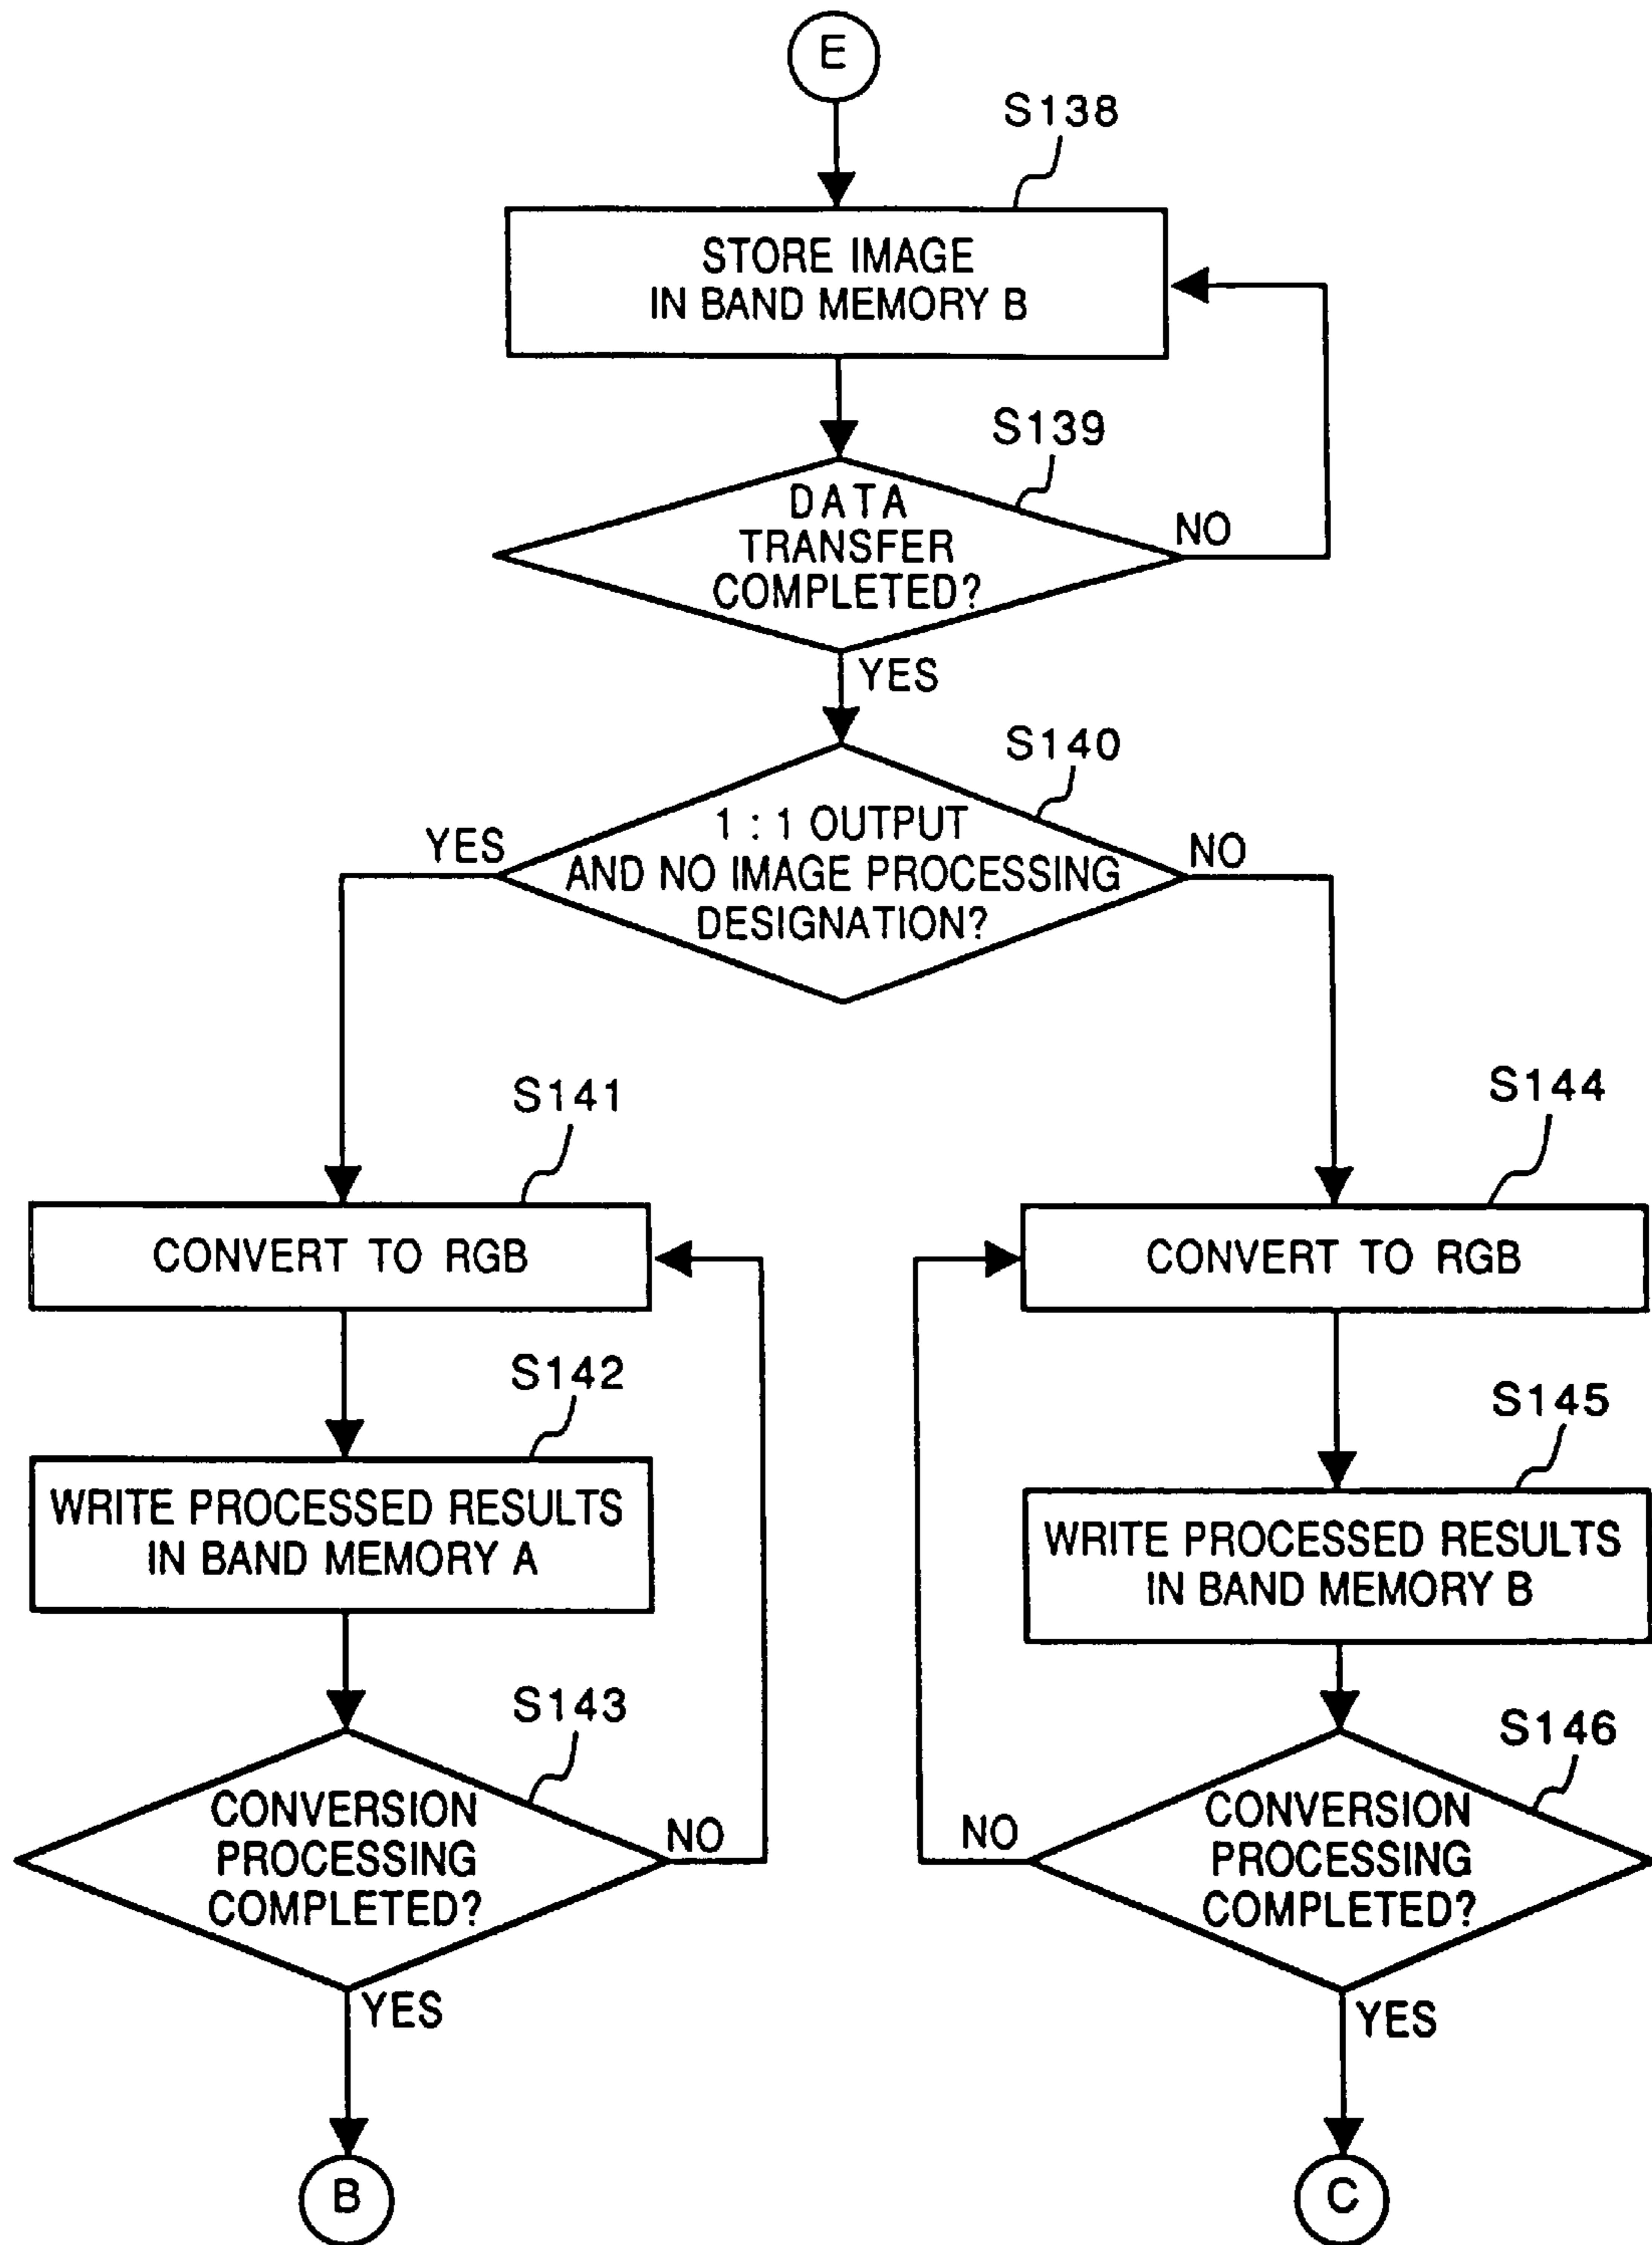 E
S138
STORE IMAGE
IN BAND MEMORY B
S139
DATA
TRANSFER
COMPLETED?
NO
YES
S140
1 : 1 OUTPUT
AND NO IMAGE PROCESSING
DESIGNATION?
YES
NO
S141
CONVERT TO RGB
S142
WRITE PROCESSED RESULTS
IN BAND MEMORY A
S143
CONVERSION
PROCESSING
COMPLETED?
NO
YES
B
S144
CONVERT TO RGB
S145
WRITE PROCESSED RESULTS
IN BAND MEMORY B
S146
CONVERSION
PROCESSING
COMPLETED?
NO
YES
C